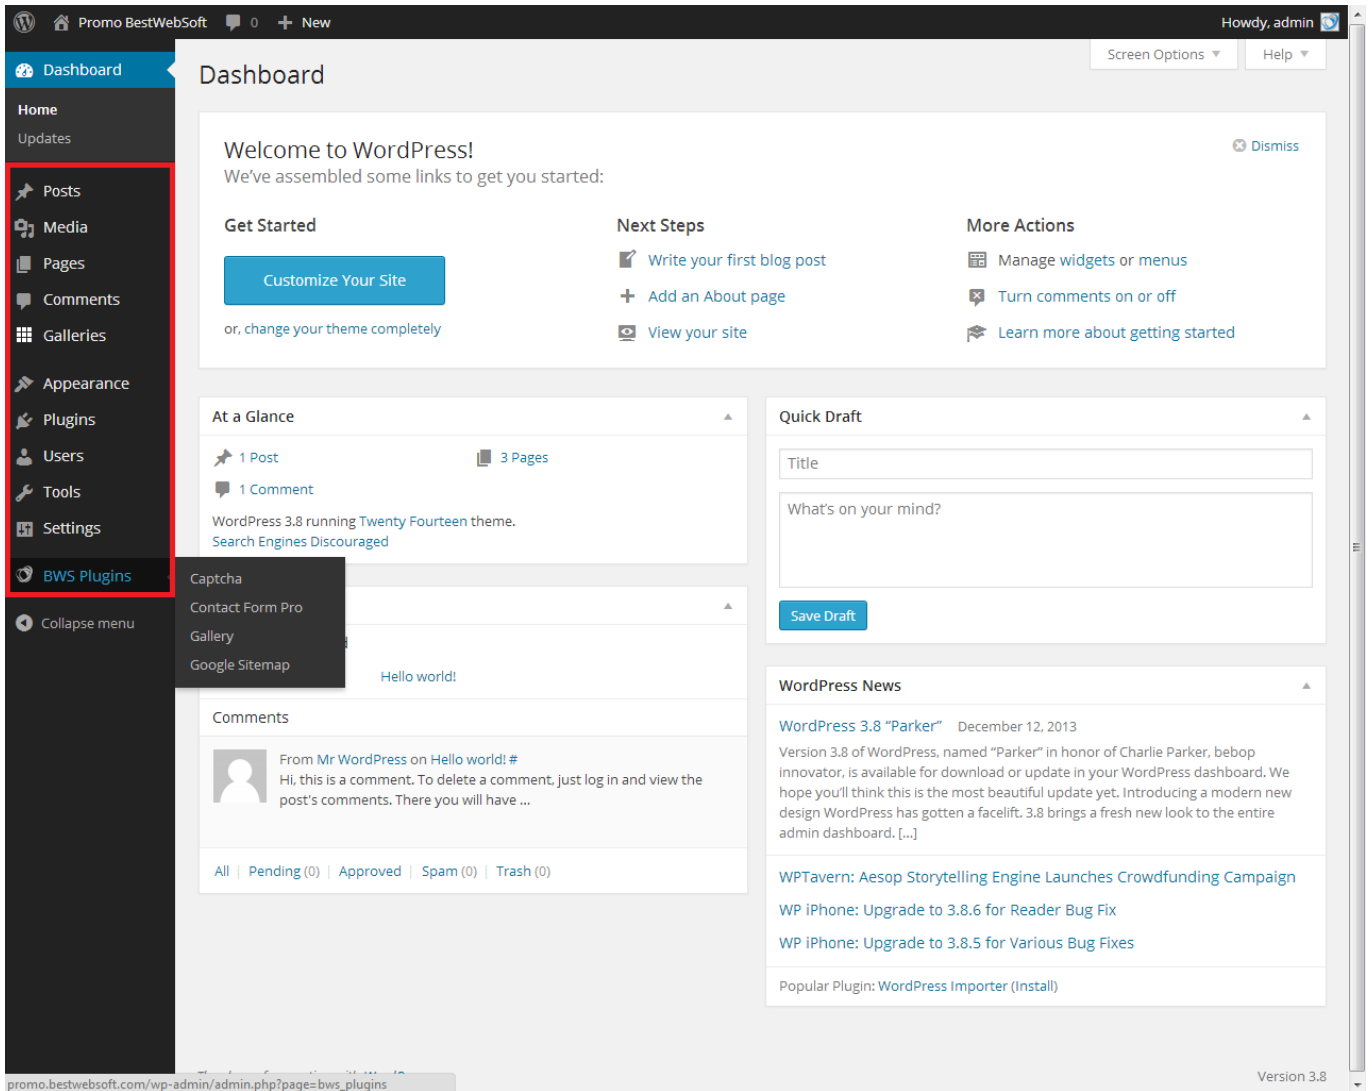 Promo BestWebSoft 0 New Howdy, admin
Screen Options Help
Dashboard
Home
Updates
Posts
Media
Pages
Comments
Galleries
Appearance
Plugins
Users
Tools
Settings
BWS Plugins
Collapse menu
Captcha
Contact Form Pro
Gallery
Google Sitemap
Dashboard
Welcome to WordPress!
We've assembled some links to get you started:
Dismiss
Get Started
Customize Your Site
or, change your theme completely
Next Steps
Write your first blog post
Add an About page
View your site
More Actions
Manage widgets or menus
Turn comments on or off
Learn more about getting started
At a Glance
1 Post 3 Pages
1 Comment
WordPress 3.8 running Twenty Fourteen theme.
Search Engines Discouraged
Hello world!
Comments
From Mr WordPress on Hello world! #
Hi, this is a comment. To delete a comment, just log in and view the
post's comments. There you will have ...
All | Pending (0) | Approved | Spam (0) | Trash (0)
Quick Draft
Title
What's on your mind?
Save Draft
WordPress News
WordPress 3.8 “Parker” December 12, 2013
Version 3.8 of WordPress, named “Parker” in honor of Charlie Parker, bebop
innovator, is available for download or update in your WordPress dashboard. We
hope you'll think this is the most beautiful update yet. Introducing a modern new
design WordPress has gotten a facelift. 3.8 brings a fresh new look to the entire
admin dashboard. […]
WPTavern: Aesop Storytelling Engine Launches Crowdfunding Campaign
WP iPhone: Upgrade to 3.8.6 for Reader Bug Fix
WP iPhone: Upgrade to 3.8.5 for Various Bug Fixes
Popular Plugin: WordPress Importer (Install)
Version 3.8
promo.bestwebsoft.com/wp-admin/admin.php?page=bws_plugins